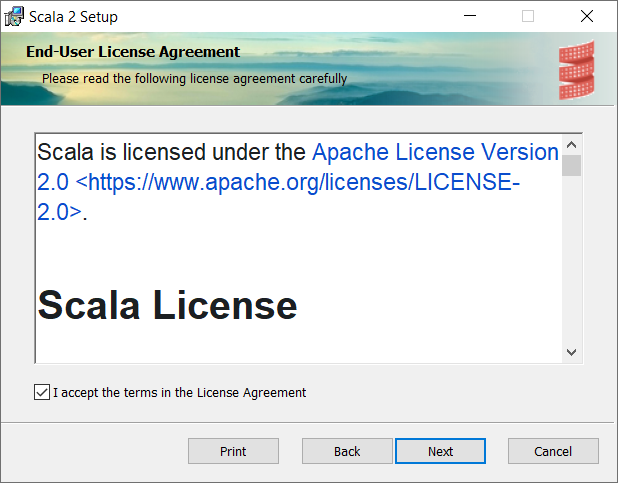 Scala 2 Setup
End-User License Agreement
Please read the following license agreement carefully
Scala is licensed under the Apache License Version
2.0 <https://www.apache.org/licenses/LICENSE-
2.0>.
Scala License
I accept the terms in the License Agreement
Print Back Next Cancel